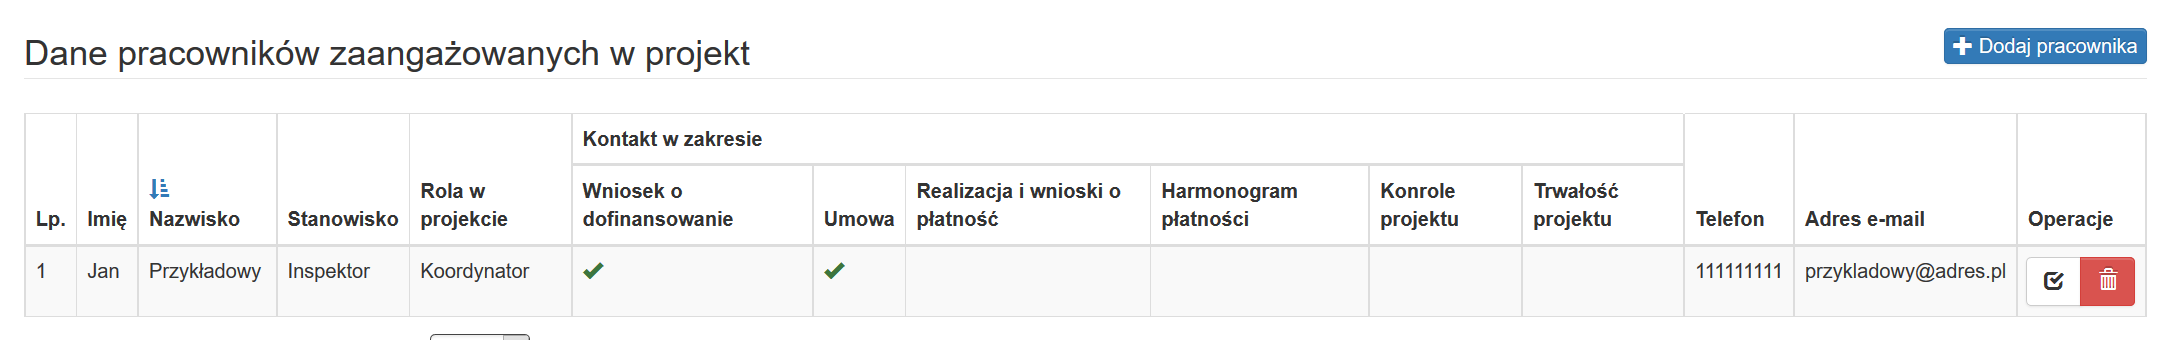 Dane pracowników zaangażowanych w projekt
Dodaj pracownika
Lp.
Imię
Nazwisko
Stanowisko
Rola w
projekcie
Kontakt w zakresie
Wniosek o
dofinansowanie
Umowa
Realizacja i wnioski o
płatność
Harmonogram
płatności
Konrole
projektu
Trwałość
projektu
Telefon
Adres e-mail
Operacje
1
Jan
Przykładowy
Inspektor
Koordynator
111111111
przykladowy@adres.pl